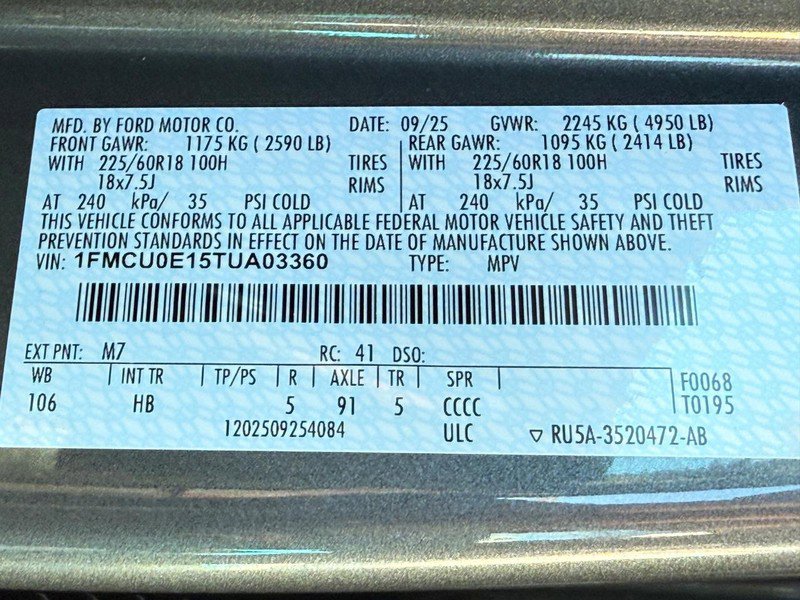 MFD. BY FORD MOTOR CO. DATE: 09/25 GVWR: 2245 KG ( 4950 LB)
FRONT GAWR: 1175 KG ( 2590 LB) REAR GAWR: 1095 KG ( 2414 LB)
WITH 225/60R18 100H TIRES WITH 225/60R18 100H TIRES
18x7.5J RIMS 18x7.5J RIMS
AT 240 kPa/ 35 PSI COLD AT 240 kPa/ 35 PSI COLD
THIS VEHICLE CONFORMS TO ALL APPLICABLE FEDERAL MOTOR VEHICLE SAFETY AND THEFT
PREVENTION STANDARDS IN EFFECT ON THE DATE OF MANUFACTURE SHOWN ABOVE.
VIN: 1FMCU0E15TUA03360 TYPE: MPV
EXT PNT: M7 RC: 41 DSO:
WB INT TR TP/PS R AXLE TR SPR F0068
106 HB 5 91 5 CCCC T0195
1202509254084 ULC ▽ RU5A-3520472-AB